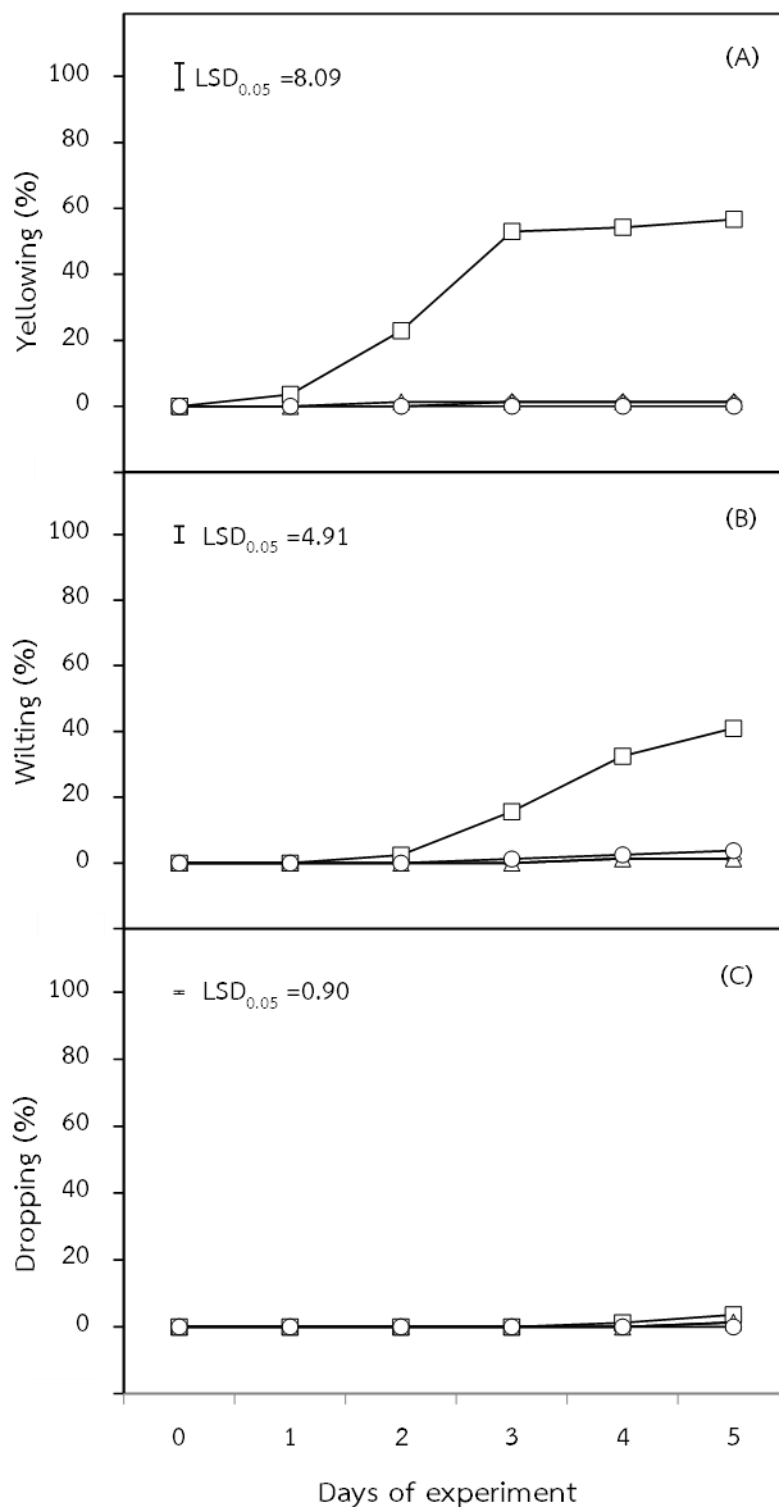 (A)
LSD0.05 =8.09
100
80
60
40
20
0
Yellowing (%)
(B)
LSD0.05 =4.91
100
80
60
40
20
0
Wilting (%)
(C)
LSD0.05 =0.90
100
80
60
40
20
0
Dropping (%)
0 1 2 3 4 5
Days of experiment